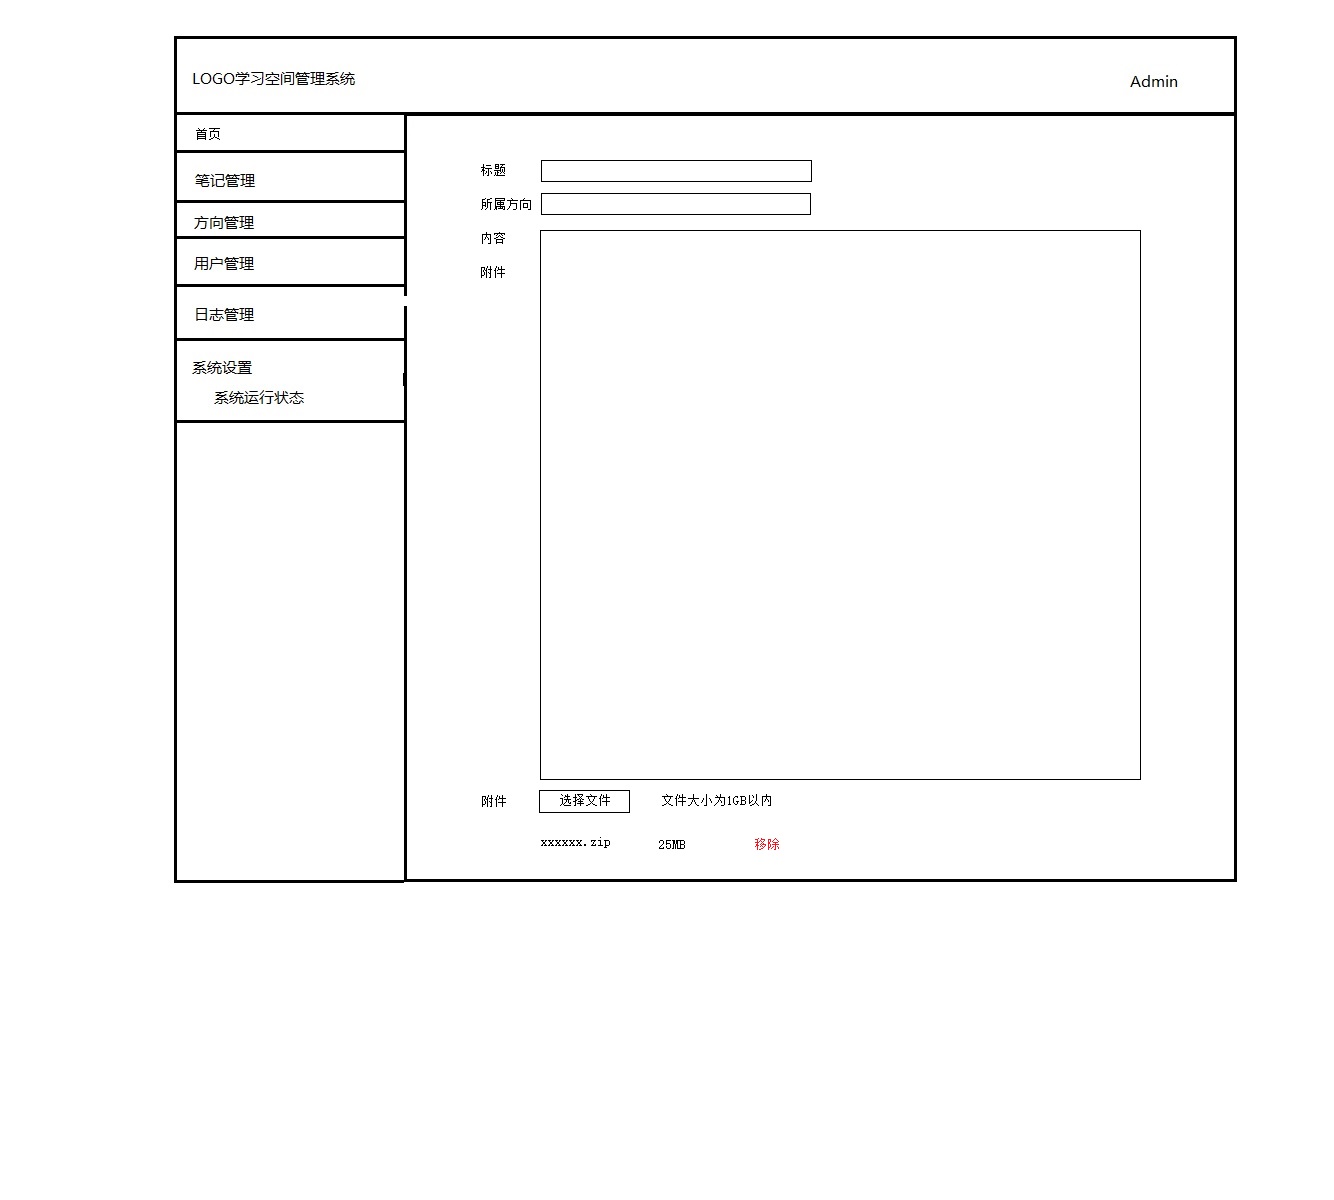 LOGO学习空间管理系统
Admin
首页
笔记管理
方向管理
用户管理
日志管理
系统设置
系统运行状态
标题
所属方向
内容
附件
附件 选择文件 文件大小为1GB以内
xxxxxx.zip 25MB 移除